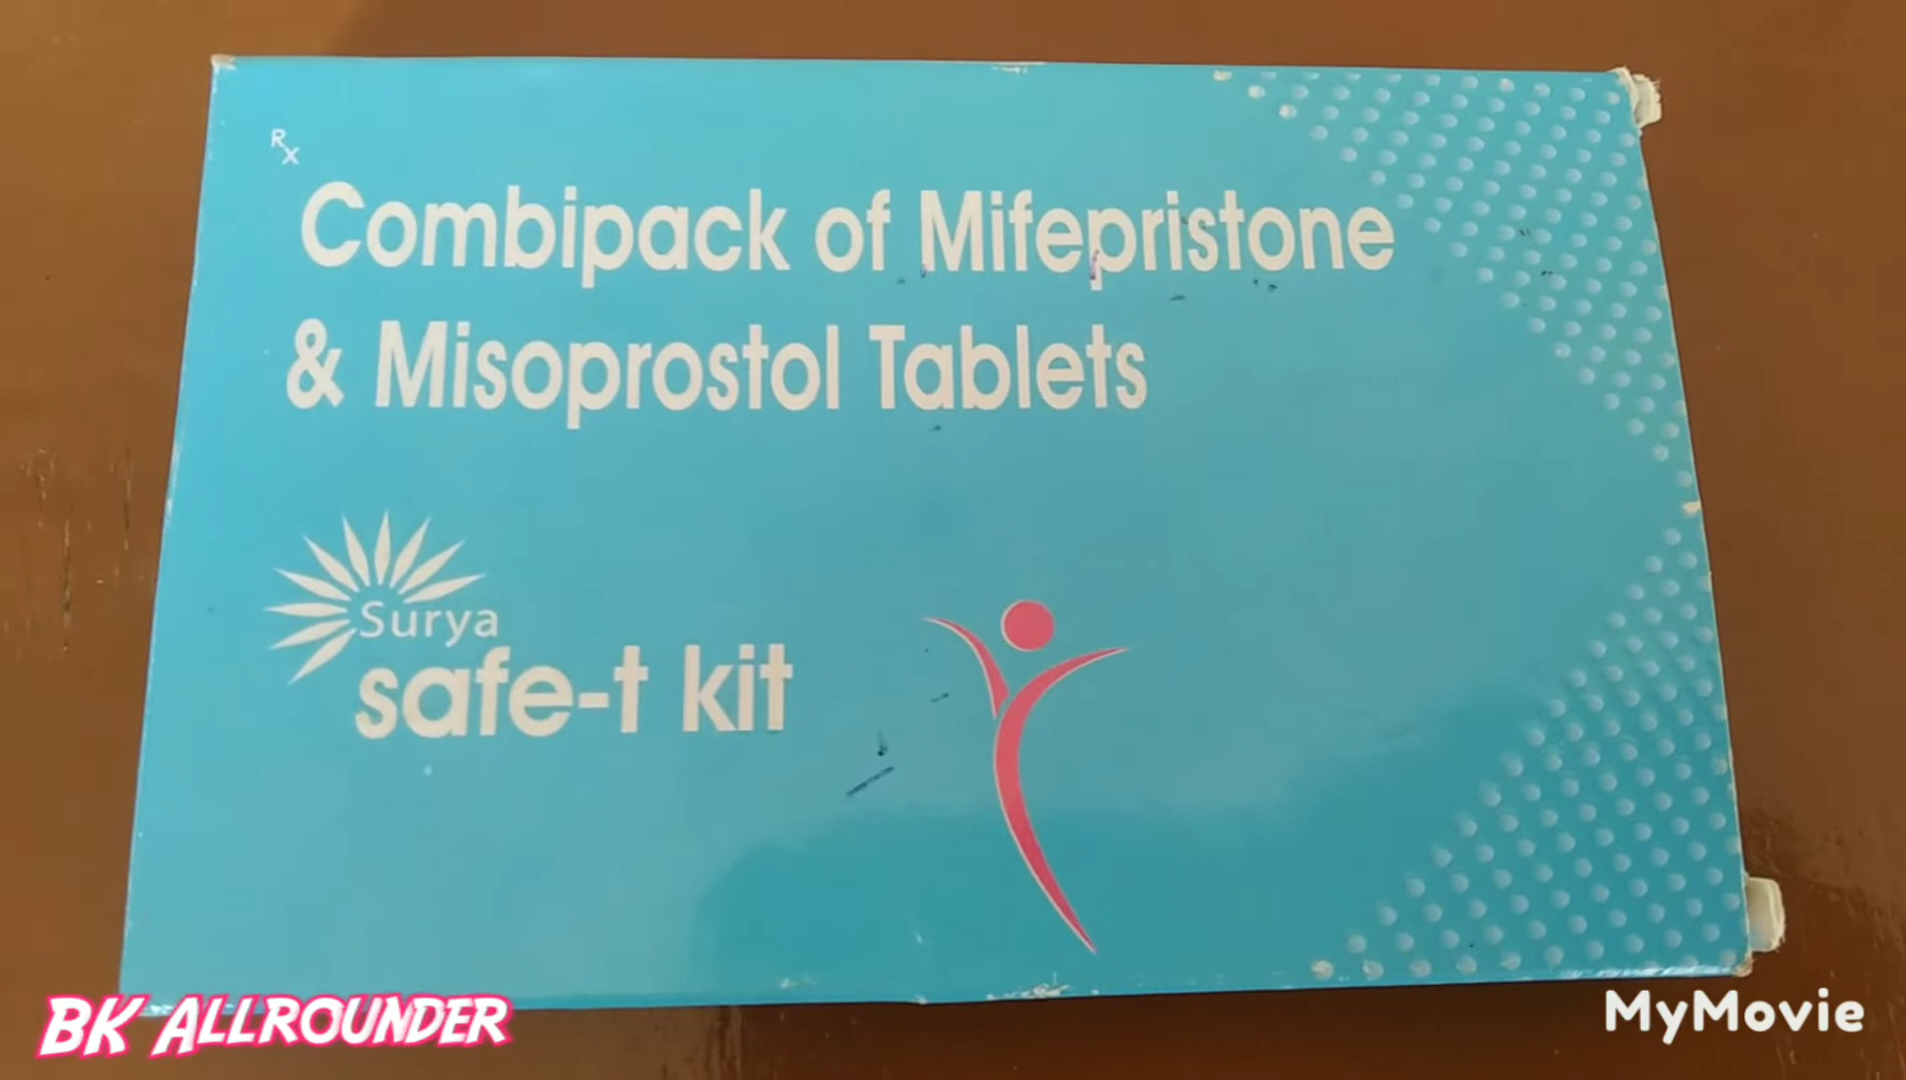 Rx
Combipack of Mifepristone
& Misoprostol Tablets
Surya
safe-t kit
BK ALLROUNDER
MyMovie